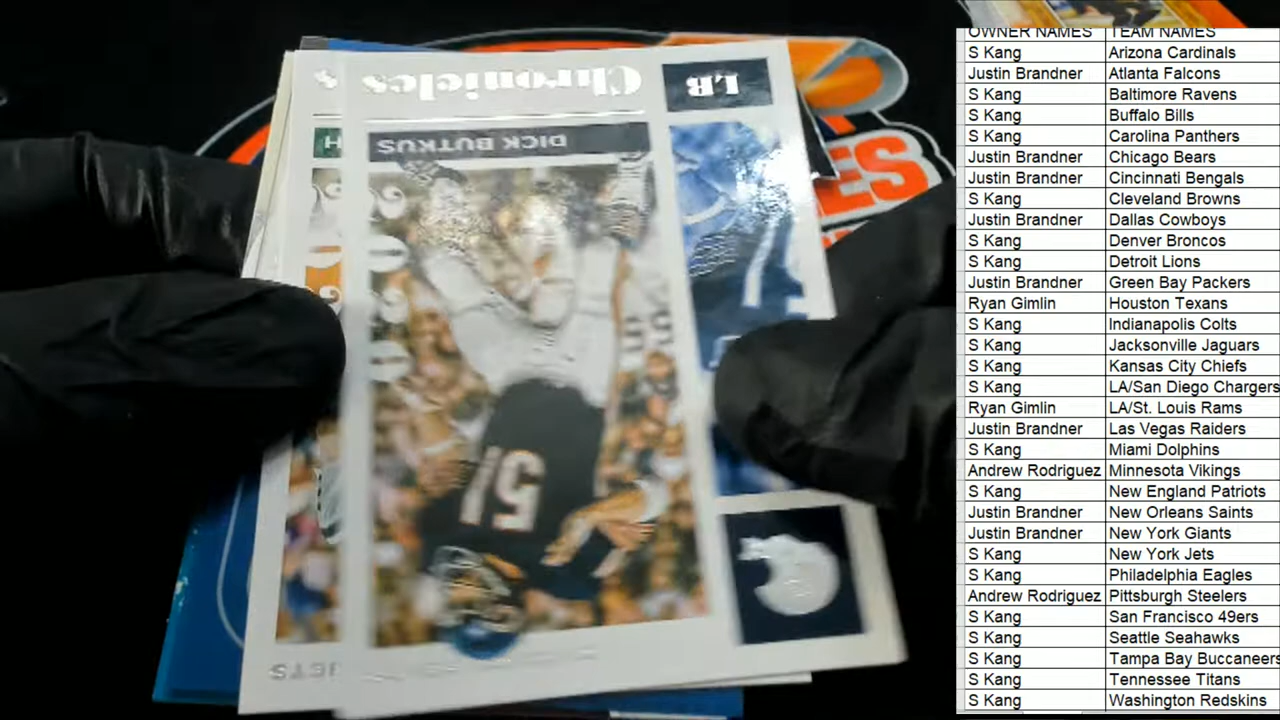 Chronicles
LB
DICK BUTKUS
H
2020
51
JETS
ES
OWNER NAMES TEAM NAMES
S Kang Arizona Cardinals
Justin Brandner Atlanta Falcons
S Kang Baltimore Ravens
S Kang Buffalo Bills
S Kang Carolina Panthers
Justin Brandner Chicago Bears
Justin Brandner Cincinnati Bengals
S Kang Cleveland Browns
Justin Brandner Dallas Cowboys
S Kang Denver Broncos
S Kang Detroit Lions
Justin Brandner Green Bay Packers
Ryan Gimlin Houston Texans
S Kang Indianapolis Colts
S Kang Jacksonville Jaguars
S Kang Kansas City Chiefs
S Kang LA/San Diego Chargers
Ryan Gimlin LA/St. Louis Rams
Justin Brandner Las Vegas Raiders
S Kang Miami Dolphins
Andrew Rodriguez Minnesota Vikings
S Kang New England Patriots
Justin Brandner New Orleans Saints
Justin Brandner New York Giants
S Kang New York Jets
S Kang Philadelphia Eagles
Andrew Rodriguez Pittsburgh Steelers
S Kang San Francisco 49ers
S Kang Seattle Seahawks
S Kang Tampa Bay Buccaneers
S Kang Tennessee Titans
S Kang Washington Redskins